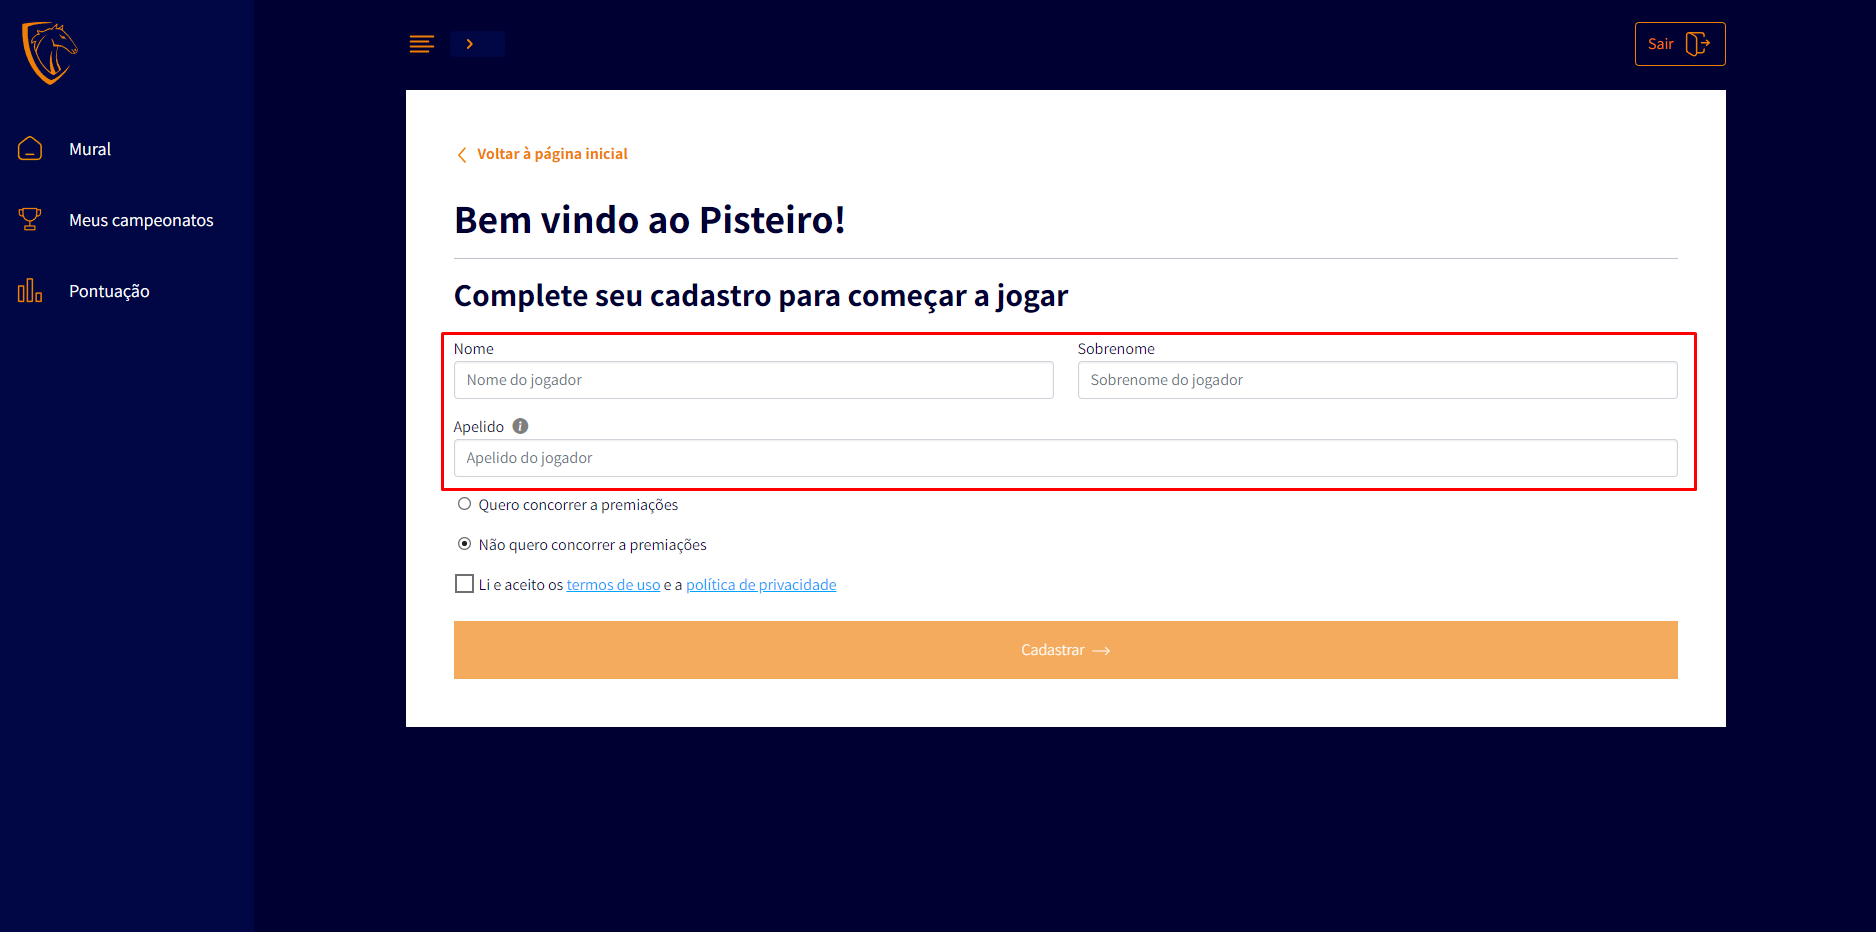 Sair
Mural
Meus campeonatos
Pontuação
Voltar à página inicial
Bem vindo ao Pisteiro!
Complete seu cadastro para começar a jogar
Nome
Sobrenome
Nome do jogador
Sobrenome do jogador
Apelido
Apelido do jogador
Quero concorrer a premiações
Não quero concorrer a premiações
Li e aceito os termos de uso e a política de privacidade
Cadastrar